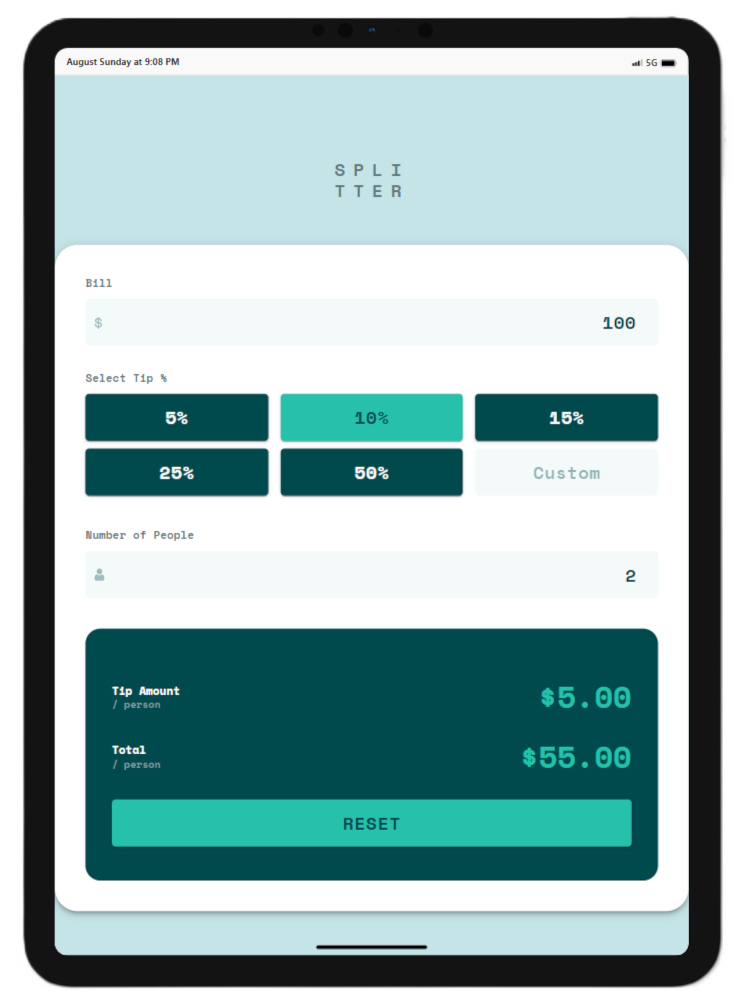 August Sunday at 9:08 PM 5G
SPLI
TTER
Bill
$ 100
Select Tip %
5% 10% 15%
25% 50% Custom
Number of People
2
Tip Amount
/ person
$5.00
Total
/ person
$55.00
RESET